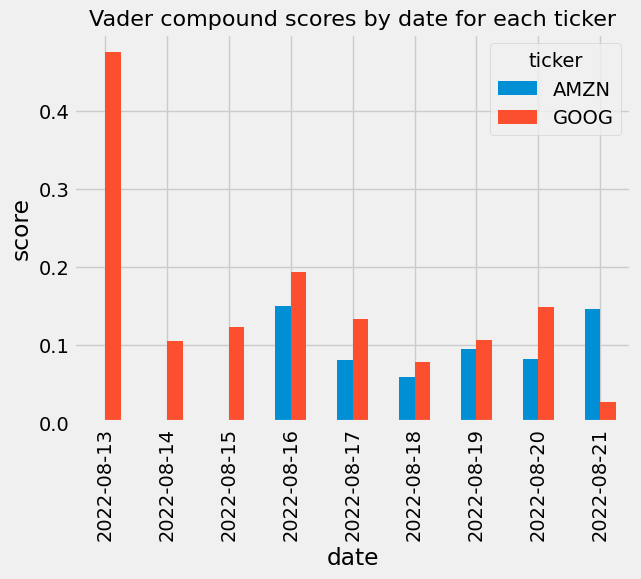 Vader compound scores by date for each ticker
ticker
AMZN
GOOG
score
0.4
0.3
0.2
0.1
0.0
2022-08-13
2022-08-14
2022-08-15
2022-08-16
2022-08-17
2022-08-18
2022-08-19
2022-08-20
2022-08-21
date